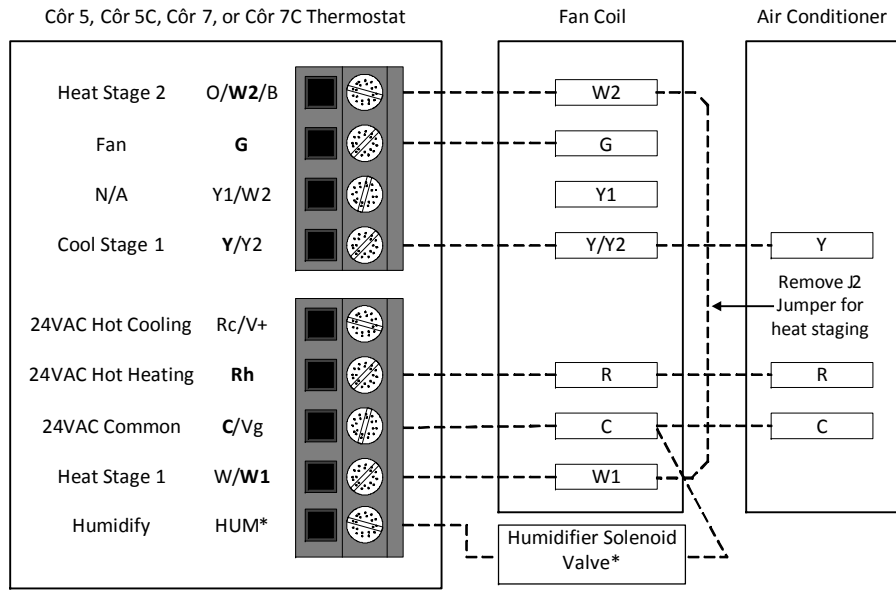 Côr 5, Côr 5C, Côr 7, or Côr 7C Thermostat
Fan Coil
Air Conditioner
Heat Stage 2 O/W2/B
W2
Fan G
G
N/A Y1/W2
Y1
Cool Stage 1 Y/Y2
Y/Y2
Y
Remove J2
Jumper for
heat staging
24VAC Hot Cooling Rc/V+
24VAC Hot Heating Rh
R
R
24VAC Common C/Vg
C
C
Heat Stage 1 W/W1
W1
Humidify HUM*
Humidifier Solenoid
Valve*